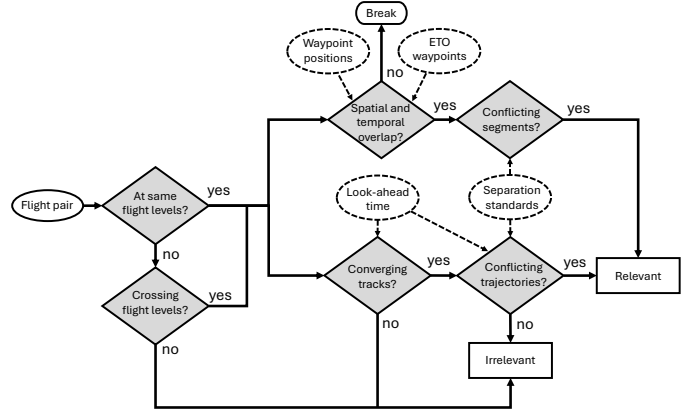 Break
Waypoint
positions
ETO
waypoints
no
Spatial and
temporal
overlap?
yes
Conflicting
segments?
yes
At same
flight levels?
yes
Flight pair
Look-ahead
time
Separation
standards
no
Converging
tracks?
yes
Conflicting
trajectories?
yes
Relevant
Crossing
flight levels?
yes
no
no
no
Irrelevant